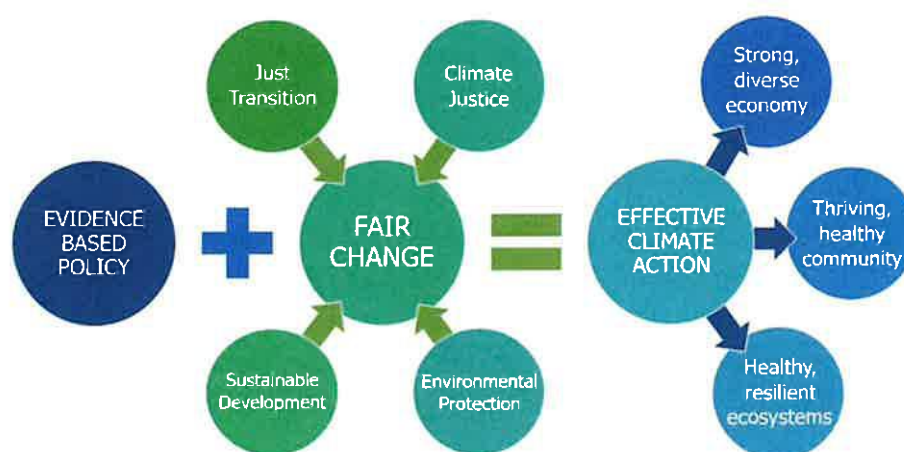 Just
Transition
Climate
Justice
Strong,
diverse
economy
EVIDENCE
BASED
POLICY
FAIR
CHANGE
EFFECTIVE
CLIMATE
ACTION
Thriving,
healthy
community
Sustainable
Development
Environmental
Protection
Healthy,
resilient
ecosystems